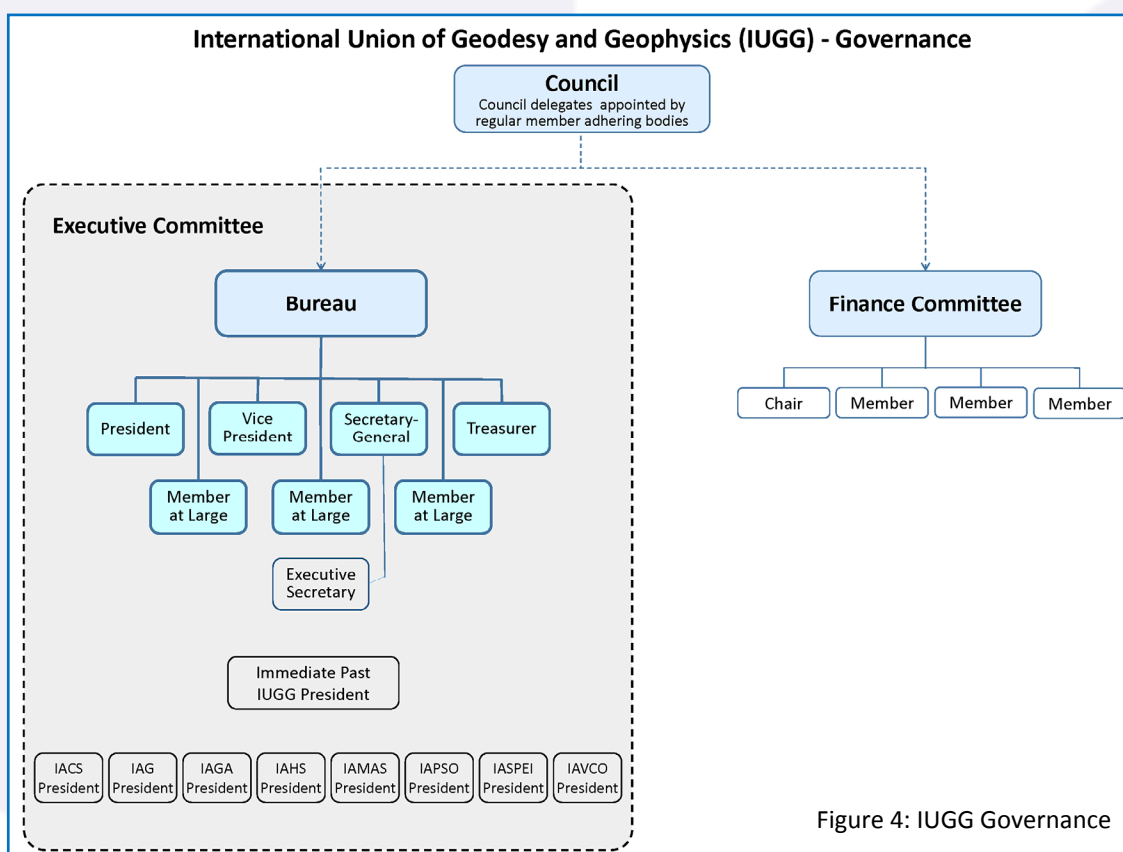 International Union of Geodesy and Geophysics (IUGG) - Governance
Council
Council delegates appointed by
regular member adhering bodies
Executive Committee
Bureau
Finance Committee
President
Vice
President
Secretary-
General
Treasurer
Member
at Large
Member
at Large
Member
at Large
Executive
Secretary
Chair
Member
Member
Member
Immediate Past
IUGG President
IACS
President
IAG
President
IAGA
President
IAHS
President
IAMAS
President
IAPSO
President
IASPEI
President
IAVCO
President
Figure 4: IUGG Governance